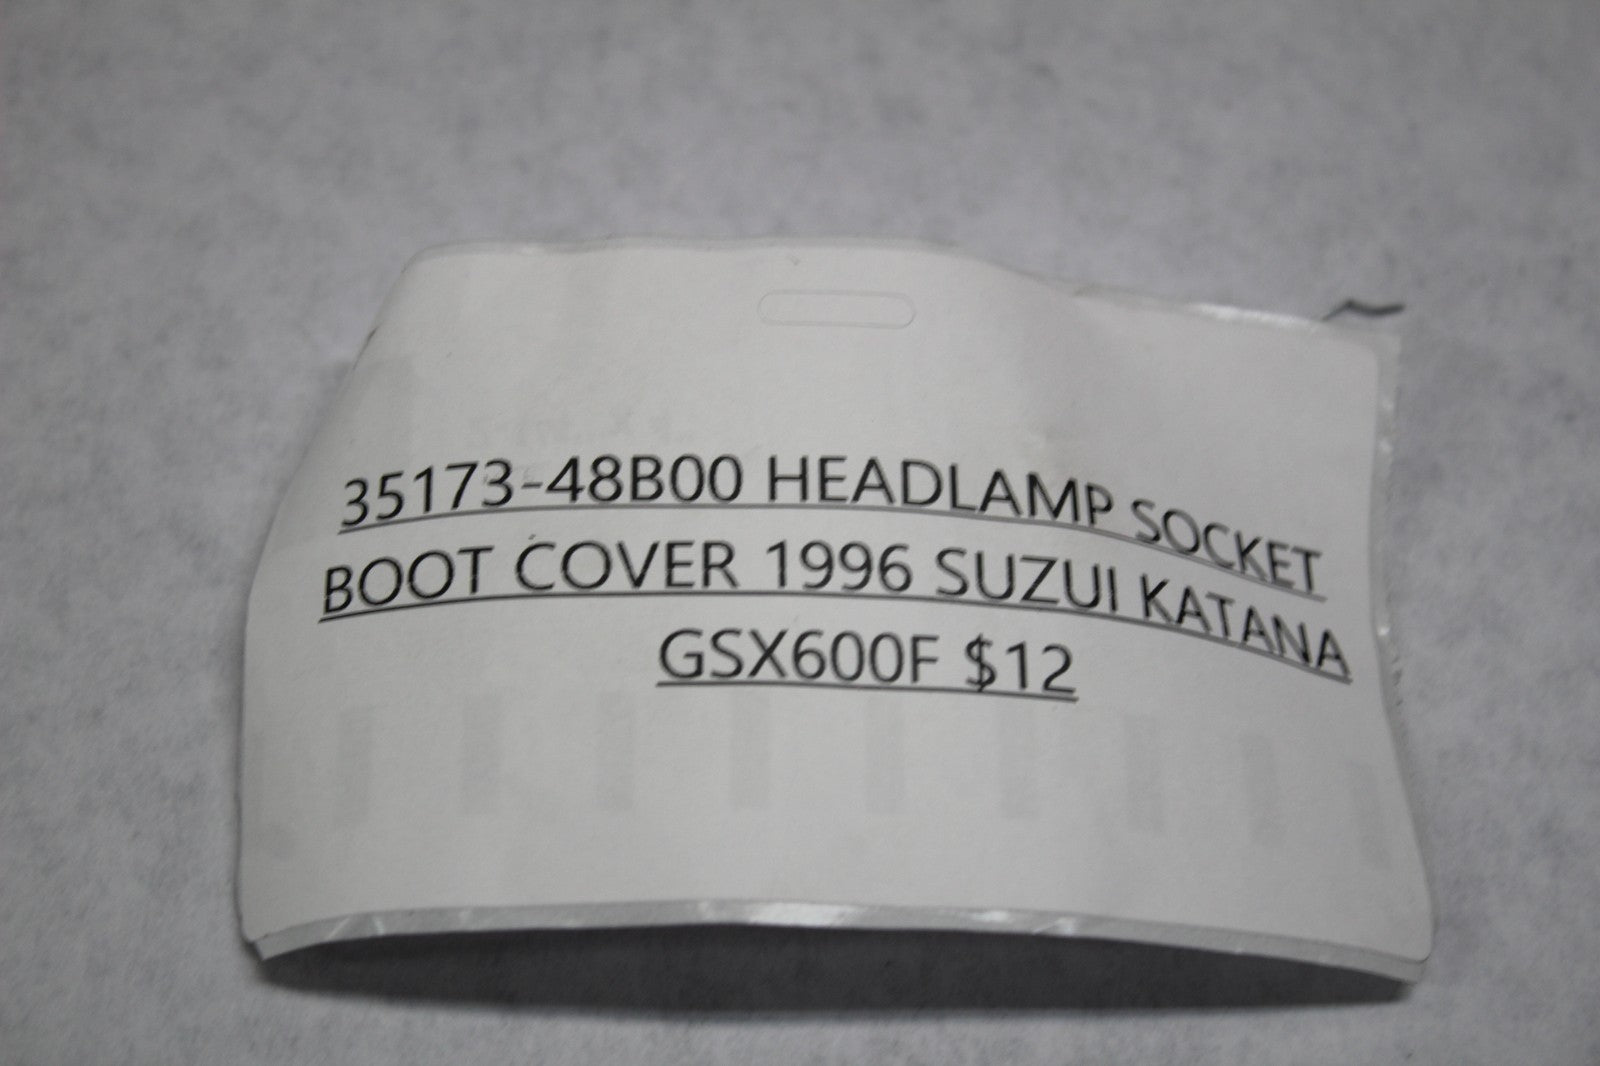 35173-48B00 HEADLAMP SOCKET
BOOT COVER 1996 SUZUI KATANA
GSX600F $12